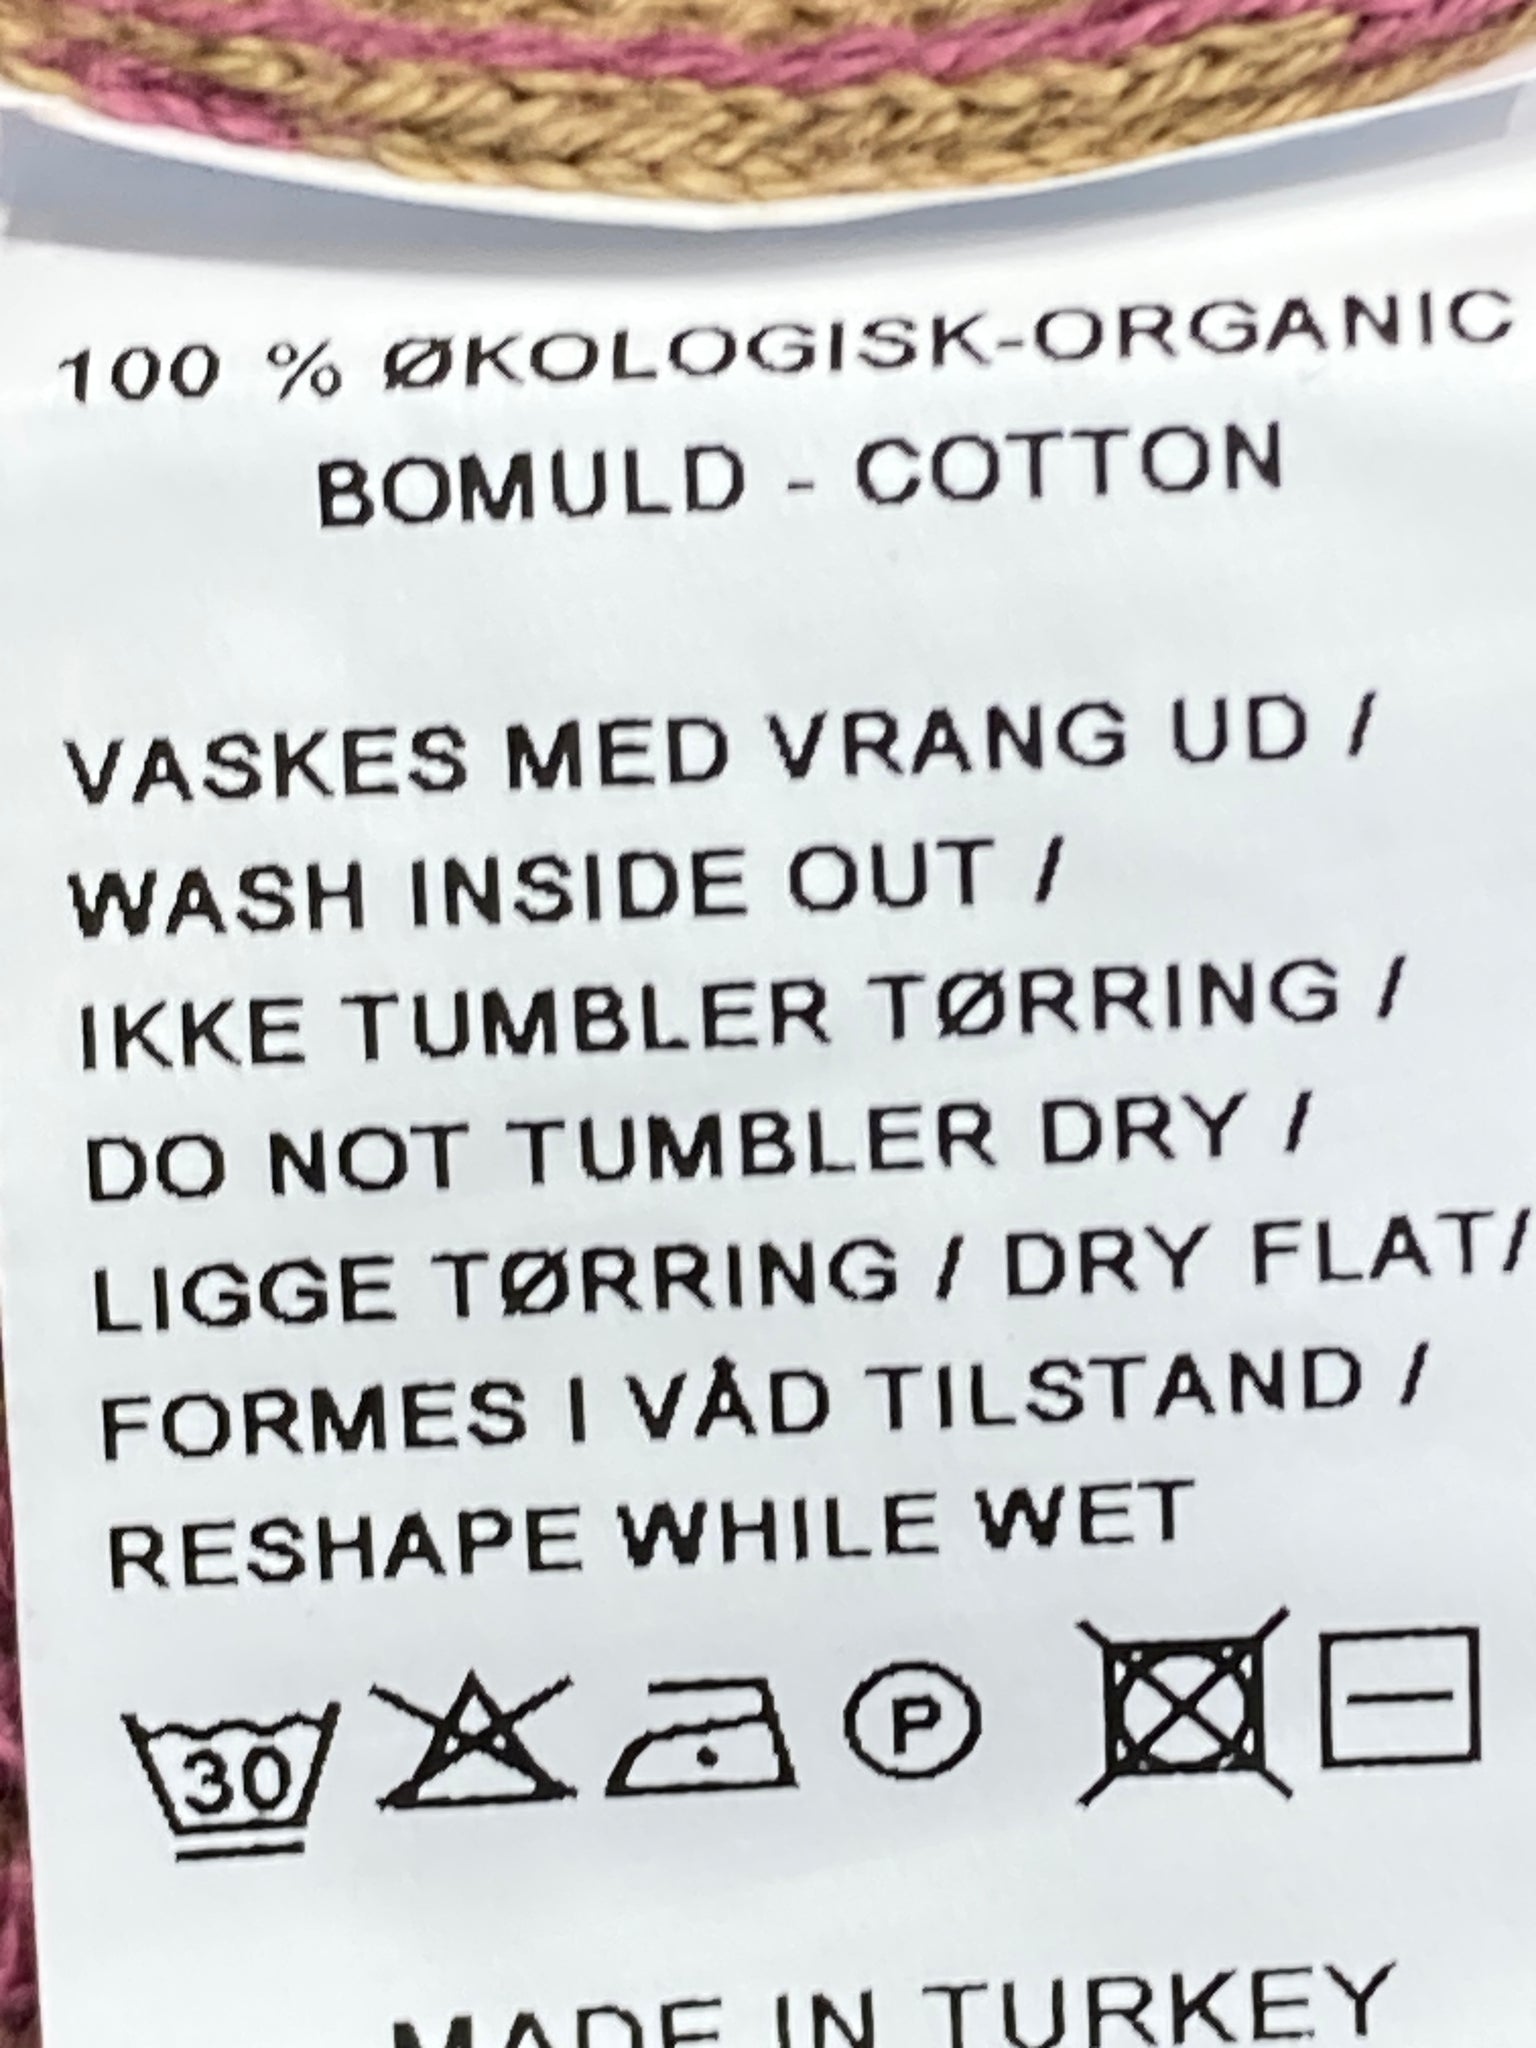 100 % ØKOLOGISK-ORGANIC
BOMULD - COTTON
VASKES MED VRANG UD /
WASH INSIDE OUT /
IKKE TUMBLER TØRRING /
DO NOT TUMBLER DRY /
LIGGE TØRRING / DRY FLAT/
FORMES I VÅD TILSTAND /
RESHAPE WHILE WET
30 P
MADE IN TURKEY